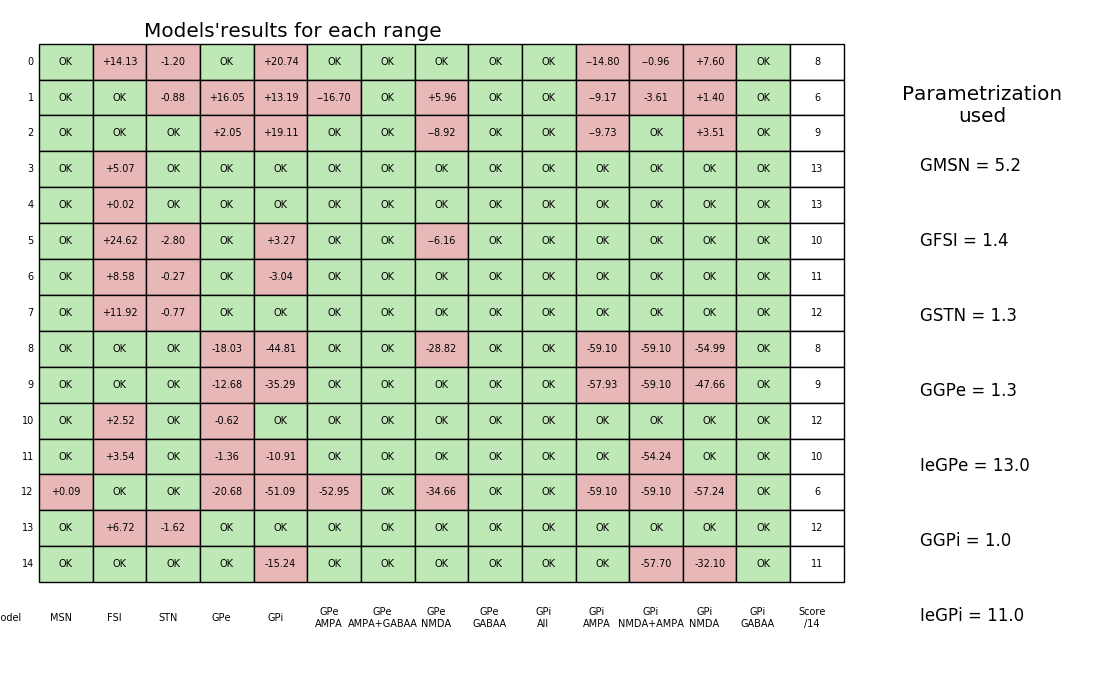 Models'results for each range
0 OK +14.13 -1.20 OK +20.74 OK OK OK OK OK --14.80 --0.96 +7.60 OK 8
1 OK OK -0.88 +16.05 +13.19 --16.70 OK +5.96 OK OK --9.17 -3.61 +1.40 OK 6
2 OK OK OK +2.05 +19.11 OK OK --8.92 OK OK --9.73 OK +3.51 OK 9
3 OK +5.07 OK OK OK OK OK OK OK OK OK OK OK OK 13
4 OK +0.02 OK OK OK OK OK OK OK OK OK OK OK OK 13
5 OK +24.62 -2.80 OK +3.27 OK OK --6.16 OK OK OK OK OK OK 10
6 OK +8.58 -0.27 OK -3.04 OK OK OK OK OK OK OK OK OK 11
7 OK +11.92 -0.77 OK OK OK OK OK OK OK OK OK OK OK 12
8 OK OK OK -18.03 -44.81 OK OK -28.82 OK OK -59.10 -59.10 -54.99 OK 8
9 OK OK OK -12.68 -35.29 OK OK OK OK OK -57.93 -59.10 -47.66 OK 9
10 OK +2.52 OK -0.62 OK OK OK OK OK OK OK OK OK OK 12
11 OK +3.54 OK -1.36 -10.91 OK OK OK OK OK OK -54.24 OK OK 10
12 +0.09 OK OK -20.68 -51.09 -52.95 OK -34.66 OK OK -59.10 -59.10 -57.24 OK 6
13 OK +6.72 -1.62 OK OK OK OK OK OK OK OK OK OK OK 12
14 OK OK OK OK -15.24 OK OK OK OK OK OK -57.70 -32.10 OK 11
odel MSN FSI STN GPe GPi GPe GPe GPe GPe GPi GPi GPi GPi GPi Score
AMPA AMPA+GABAA NMDA GABAA All AMPA NMDA+AMPA NMDA GABAA /14
Parametrization
used
GMSN = 5.2
GFSI = 1.4
GSTN = 1.3
GGPe = 1.3
IeGPe = 13.0
GGPi = 1.0
IeGPi = 11.0